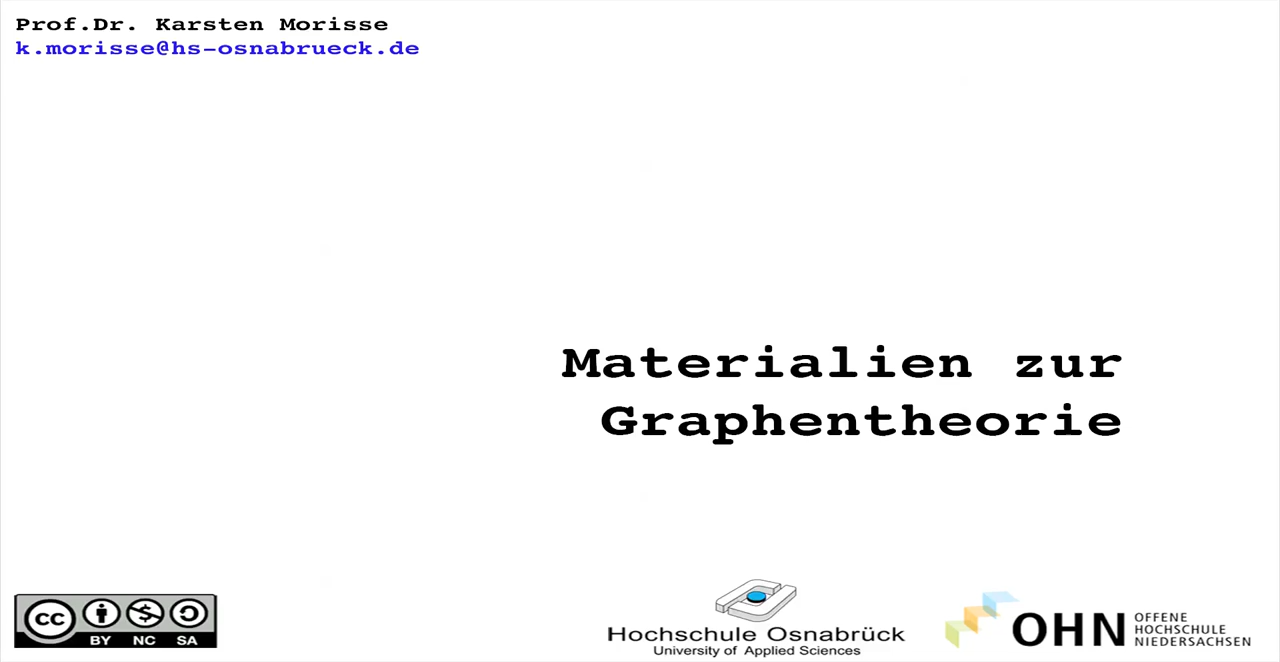 Prof.Dr. Karsten Morisse
k.morisse@hs-osnabrueck.de
Materialien zur
Graphentheorie
cc
BY NC SA
Hochschule Osnabrück
University of Applied Sciences
OHN
OFFENE
HOCHSCHULE
NIEDERSACHSEN